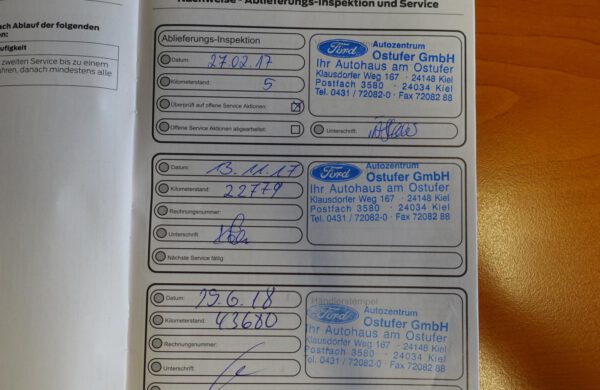 Nachweise - Ablieferungs-Inspektion und Service
ach Ablauf der folgenden
en:
ufigkeit
zweiten Service bis zu einem
ahren, danach mindestens alle
Ablieferungs-Inspektion
Datum: 27.02.17
Kilometerstand: 5
Überprüft auf offene Service Aktionen:
Offene Service Aktionen abgearbeitet:
Ford
Autozentrum
Ostufer GmbH
Ihr Autohaus am Ostufer
Klausdorfer Weg 167 · 24148 Kiel
Postfach 3580 · 24034 Kiel
Tel. 0431 / 72082-0 · Fax 72082 88
Unterschrift:
Datum: 13.11.17
Kilometerstand: 22779
Rechnungsnummer:
Unterschrift
Nächste Service fällig
Ford
Autozentrum
Ostufer GmbH
Ihr Autohaus am Ostufer
Klausdorfer Weg 167 · 24148 Kiel
Postfach 3580 · 24034 Kiel
Tel. 0431 / 72082-0 · Fax 72082 88
Datum: 29.6.18
Kilometerstand: 43680
Rechnungsnummer:
Unterschrift:
Händlerstempel
Ford
Autozentrum
Ostufer GmbH
Ihr Autohaus am Ostufer
Klausdorfer Weg 167 · 24148 Kiel
Postfach 3580 · 24034 Kiel
Tel. 0431 / 72082-0 · Fax 72082 88